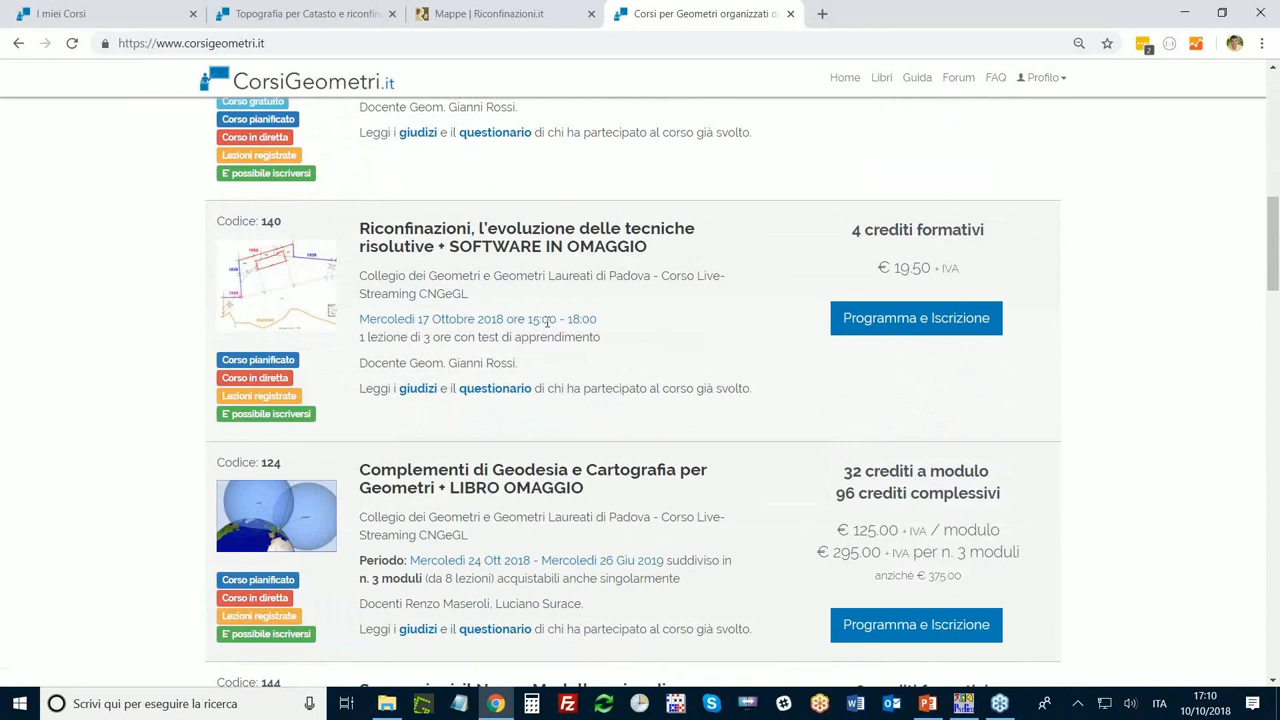 I miei Corsi
Topografia per Catasto e riconfin
Mappe | Riconfinazioni.it
Corsi per Geometri organizzati d
https://www.corsigeometri.it
2
CorsiGeometri.it
Home
Libri
Guida
Forum
FAQ
Profilo
Corso gratuito
Corso pianificato
Corso in diretta
Lezioni registrate
E' possibile iscriversi
Docente Geom. Gianni Rossi.
Leggi i giudizi e il questionario di chi ha partecipato al corso già svolto.
Codice: 140
Corso pianificato
Corso in diretta
Lezioni registrate
E' possibile iscriversi
Riconfinazioni, l'evoluzione delle tecniche
risolutive + SOFTWARE IN OMAGGIO
Collegio dei Geometri e Geometri Laureati di Padova - Corso Live-
Streaming CNGeGL
Mercoledì 17 Ottobre 2018 ore 15:00 - 18:00
1 lezione di 3 ore con test di apprendimento
Docente Geom. Gianni Rossi.
Leggi i giudizi e il questionario di chi ha partecipato al corso già svolto.
4 crediti formativi
€ 19.50 + IVA
Programma e Iscrizione
Codice: 124
Corso pianificato
Corso in diretta
Lezioni registrate
E' possibile iscriversi
Complementi di Geodesia e Cartografia per
Geometri + LIBRO OMAGGIO
Collegio dei Geometri e Geometri Laureati di Padova - Corso Live-
Streaming CNGeGL
Periodo: Mercoledì 24 Ott 2018 - Mercoledì 26 Giu 2019 suddiviso in
n. 3 moduli (da 8 lezioni) acquistabili anche singolarmente
Docenti Renzo Maseroli, Luciano Surace.
Leggi i giudizi e il questionario di chi ha partecipato al corso già svolto.
32 crediti a modulo
96 crediti complessivi
€ 125.00 + IVA / modulo
€ 295.00 + IVA per n. 3 moduli
anziché € 375.00
Programma e Iscrizione
Codice: 144
Scrivi qui per eseguire la ricerca
ITA
17:10
10/10/2018